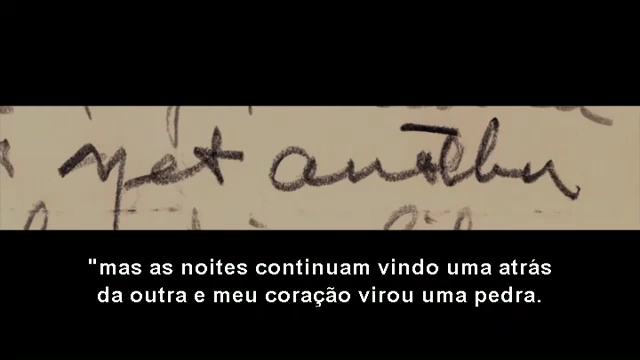 yet another
"mas as noites continuam vindo uma atrás
da outra e meu coração virou uma pedra.